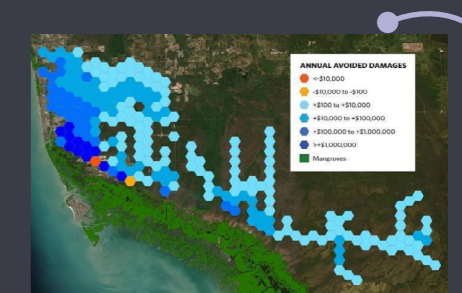 ANNUAL AVOIDED DAMAGES
<-$10,000
-$10,000 to -$100
+$100 to +$10,000
+$10,000 to +$100,000
+$100,000 to +$1,000,000
>+$1,000,000
Mangroves